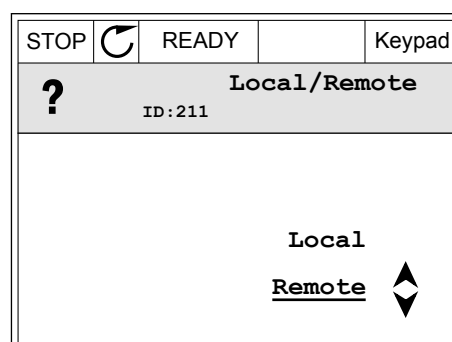 STOP READY Keypad
? Local/Remote
ID:211
Local
Remote